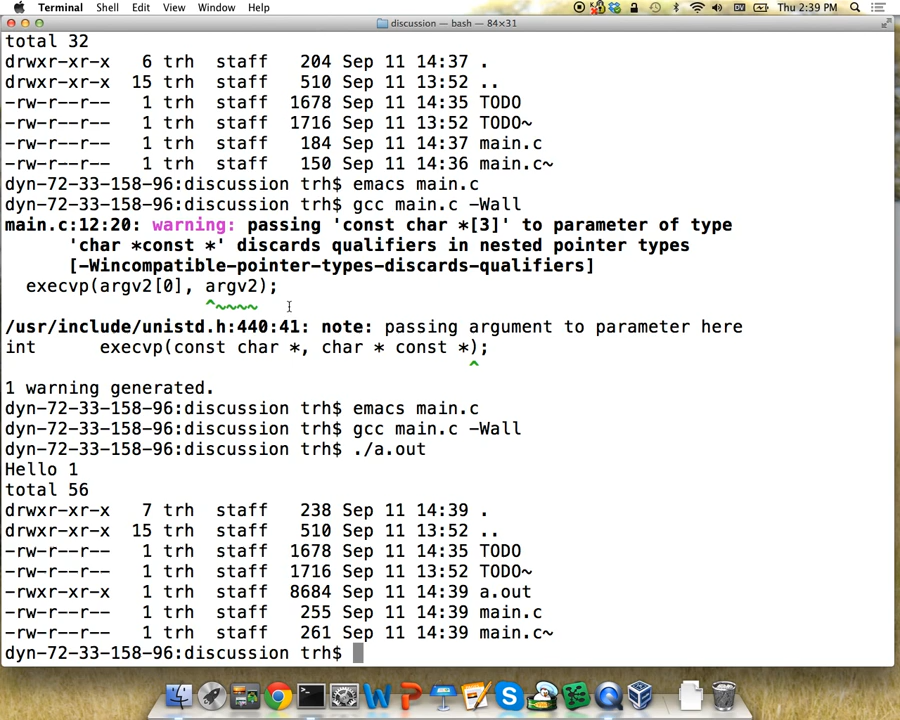 Terminal Shell Edit View Window Help Thu 2:39 PM
discussion — bash — 84×31
total 32
drwxr-xr-x 6 trh staff 204 Sep 11 14:37 .
drwxr-xr-x 15 trh staff 510 Sep 11 13:52 ..
-rw-r--r-- 1 trh staff 1678 Sep 11 14:35 TODO
-rw-r--r-- 1 trh staff 1716 Sep 11 13:52 TODO~
-rw-r--r-- 1 trh staff 184 Sep 11 14:37 main.c
-rw-r--r-- 1 trh staff 150 Sep 11 14:36 main.c~
dyn-72-33-158-96:discussion trh$ emacs main.c
dyn-72-33-158-96:discussion trh$ gcc main.c -Wall
main.c:12:20: warning: passing 'const char *[3]' to parameter of type
'char *const *' discards qualifiers in nested pointer types
[-Wincompatible-pointer-types-discards-qualifiers]
execvp(argv2[0], argv2);
^~~~~
/usr/include/unistd.h:440:41: note: passing argument to parameter here
int execvp(const char *, char * const *);
^
1 warning generated.
dyn-72-33-158-96:discussion trh$ emacs main.c
dyn-72-33-158-96:discussion trh$ gcc main.c -Wall
dyn-72-33-158-96:discussion trh$ ./a.out
Hello 1
total 56
drwxr-xr-x 7 trh staff 238 Sep 11 14:39 .
drwxr-xr-x 15 trh staff 510 Sep 11 13:52 ..
-rw-r--r-- 1 trh staff 1678 Sep 11 14:35 TODO
-rw-r--r-- 1 trh staff 1716 Sep 11 13:52 TODO~
-rwxr-xr-x 1 trh staff 8684 Sep 11 14:39 a.out
-rw-r--r-- 1 trh staff 255 Sep 11 14:39 main.c
-rw-r--r-- 1 trh staff 261 Sep 11 14:39 main.c~
dyn-72-33-158-96:discussion trh$